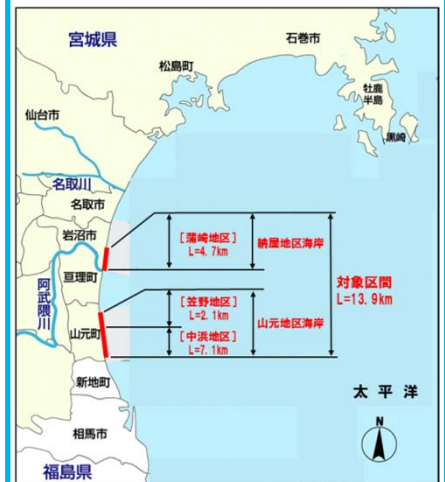 宮城県
石巻市
松島町
牡鹿
半島
黒崎
仙台市
名取川
名取市
岩沼市
[蒲崎地区]
L=4.7km
納屋地区海岸
亘理町
阿武隈川
対象区間
L=13.9km
[笠野地区]
L=2.1km
山元地区海岸
山元町
[中浜地区]
L=7.1km
新地町
太平洋
N
相馬市
福島県